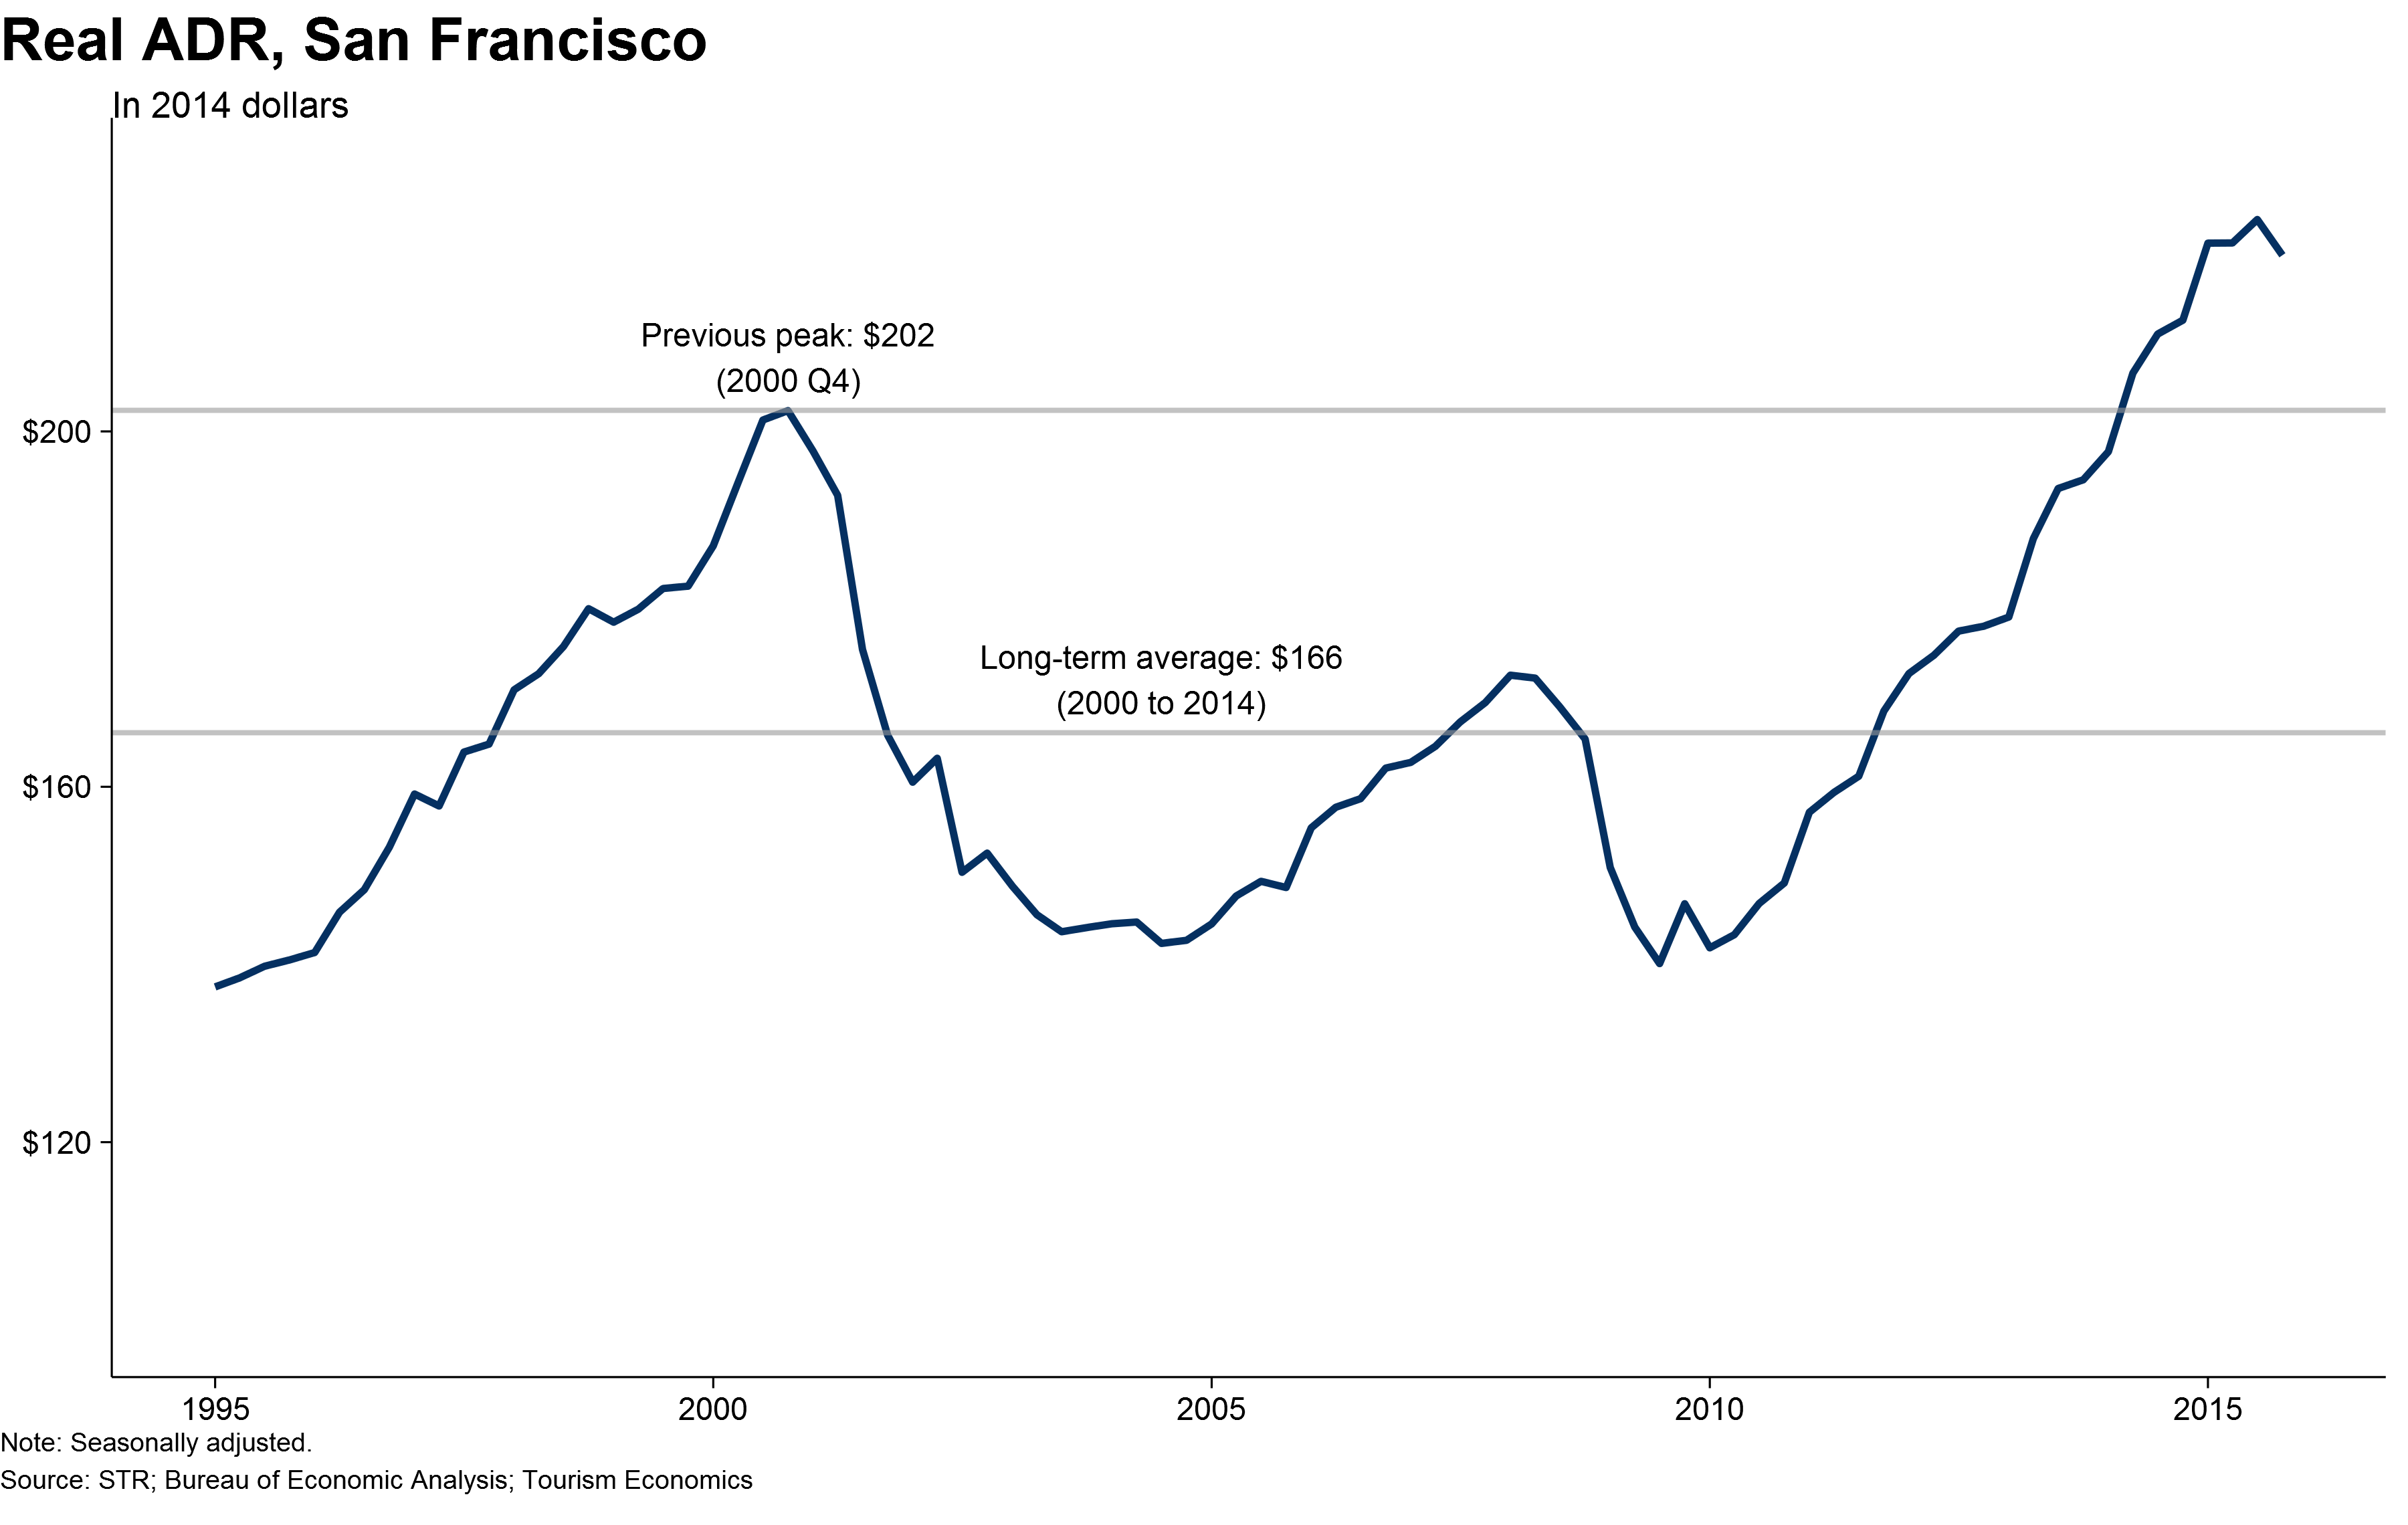 Real ADR, San Francisco
In 2014 dollars
Previous peak: $202
(2000 Q4)
$200
Long-term average: $166
(2000 to 2014)
$160
$120
1995 2000 2005 2010 2015
Note: Seasonally adjusted.
Source: STR; Bureau of Economic Analysis; Tourism Economics